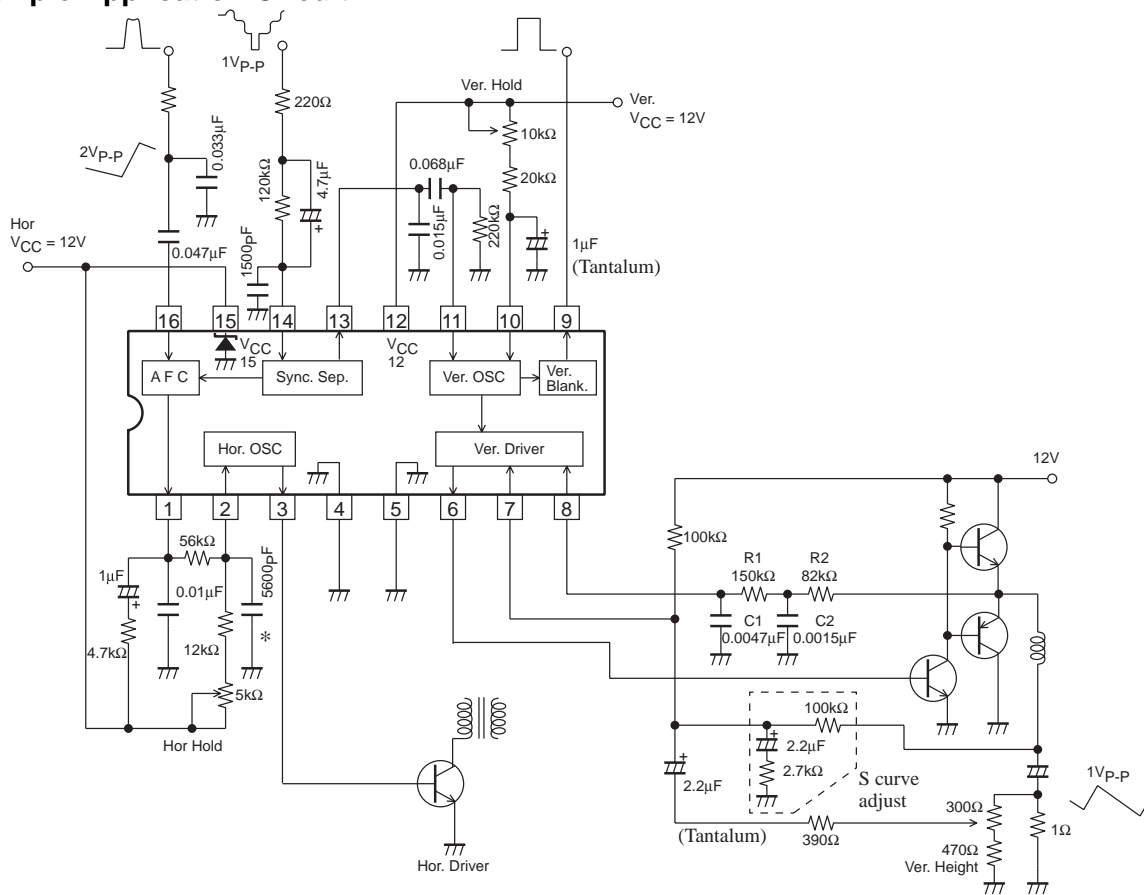 1VP-P
220Ω
Ver. Hold
Ver.
VCC = 12V
10kΩ
2VP-P
0.033µF
120kΩ
4.7µF
+
0.068µF
20kΩ
Hor
VCC = 12V
0.047µF
1500pF
0.015µF
220kΩ
+
1µF
(Tantalum)
16 15 14 13 12 11 10 9
VCC
15
VCC
12
AFC
Sync. Sep.
Ver. OSC
Ver.
Blank.
Hor. OSC
Ver. Driver
1 2 3 4 5 6 7 8
12V
56kΩ
5600pF
100kΩ
R1
150kΩ
R2
82kΩ
1µF
+
0.01µF
C1
0.0047µF
C2
0.0015µF
4.7kΩ
12kΩ
*
5kΩ
Hor Hold
100kΩ
+
2.2µF
2.7kΩ
+
2.2µF
S curve
adjust
1VP-P
(Tantalum)
390Ω
300Ω
1Ω
470Ω
Ver. Height
Hor. Driver